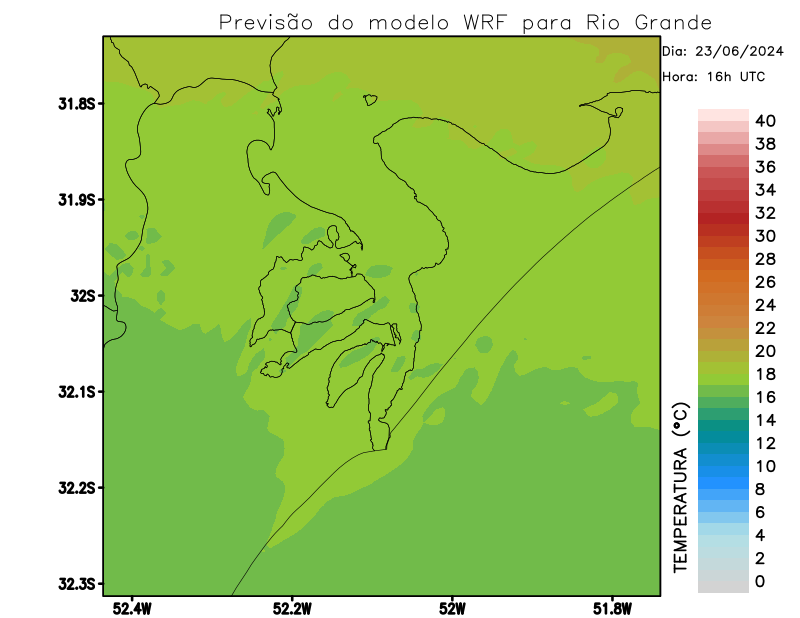 Previsão do modelo WRF para Rio Grande
Dia: 23/06/2024
Hora: 16h UTC
31.8S
31.9S
32S
32.1S
32.2S
32.3S
52.4W
52.2W
52W
51.8W
TEMPERATURA (°C)
40
38
36
34
32
30
28
26
24
22
20
18
16
14
12
10
8
6
4
2
0